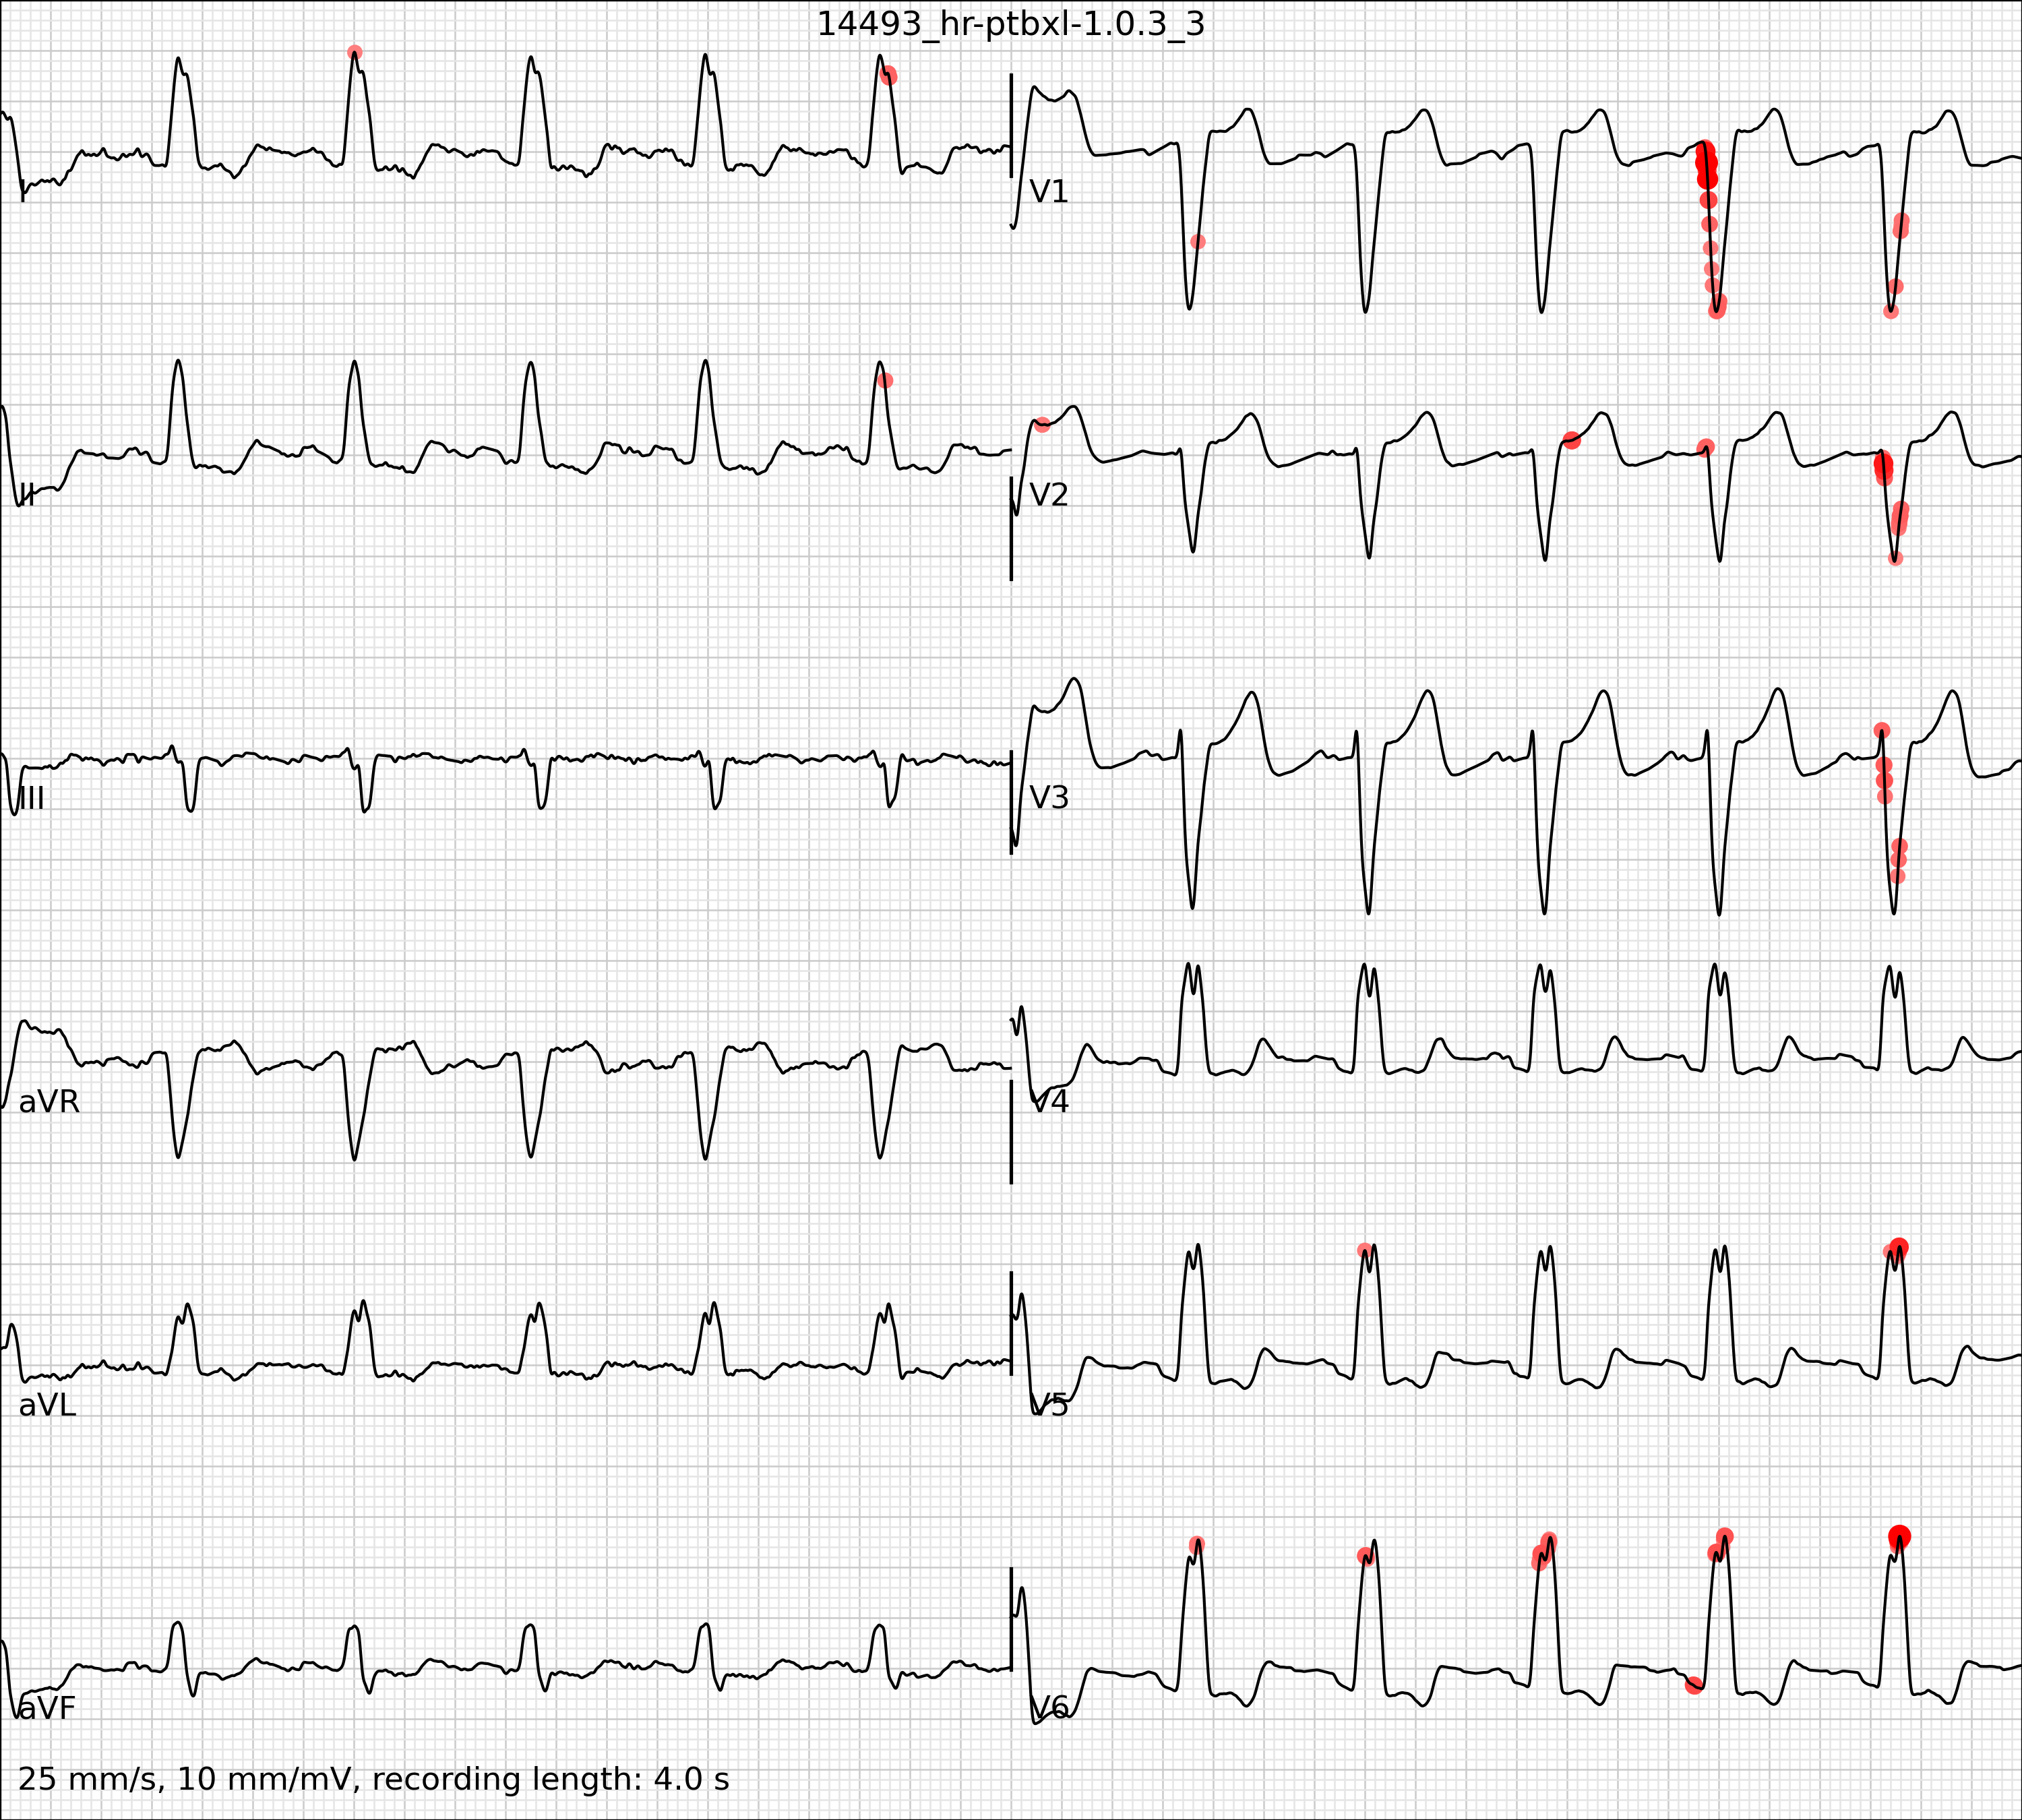 14493_hr-ptbxl-1.0.3_3
I
V1
II
V2
III
V3
aVR
V4
aVL
V5
aVF
V6
25 mm/s, 10 mm/mV, recording length: 4.0 s